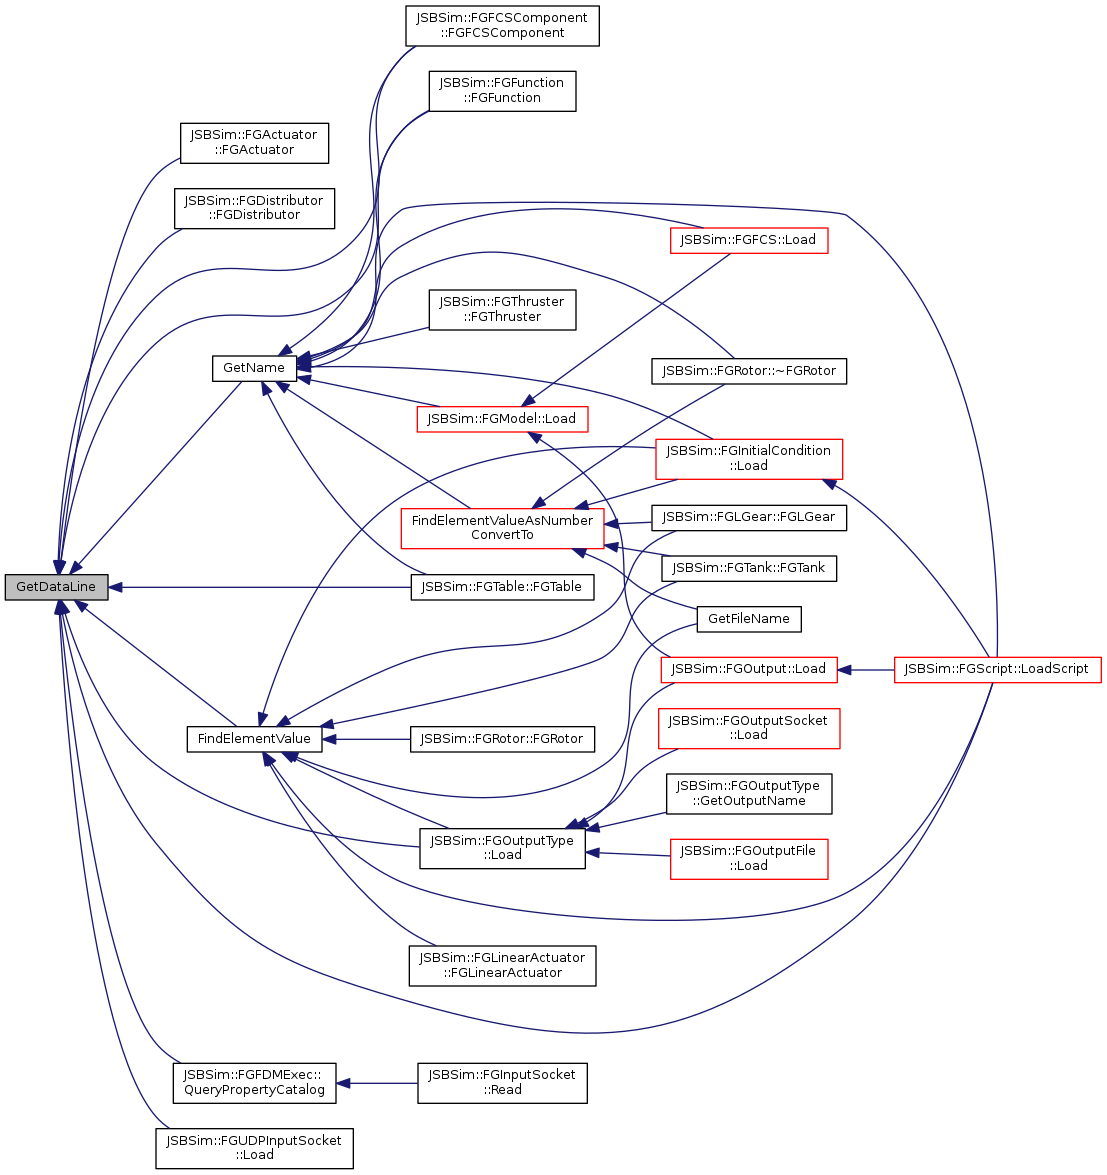 JSBSim::FGFCSComponent
::FGFCSComponent
JSBSim::FGFunction
::FGFunction
JSBSim::FGActuator
::FGActuator
JSBSim::FGDistributor
::FGDistributor
JSBSim::FGFCS::Load
JSBSim::FGThruster
::FGThruster
GetName
JSBSim::FGRotor::~FGRotor
JSBSim::FGModel::Load
JSBSim::FGInitialCondition
::Load
FindElementValueAsNumber
ConvertTo
JSBSim::FGLGear::FGLGear
JSBSim::FGTank::FGTank
GetDataLine
JSBSim::FGTable::FGTable
GetFileName
JSBSim::FGOutput::Load
JSBSim::FGScript::LoadScript
JSBSim::FGOutputSocket
::Load
FindElementValue
JSBSim::FGRotor::FGRotor
JSBSim::FGOutputType
::GetOutputName
JSBSim::FGOutputType
::Load
JSBSim::FGOutputFile
::Load
JSBSim::FGLinearActuator
::FGLinearActuator
JSBSim::FGFDMExec::
QueryPropertyCatalog
JSBSim::FGInputSocket
::Read
JSBSim::FGUDPInputSocket
::Load